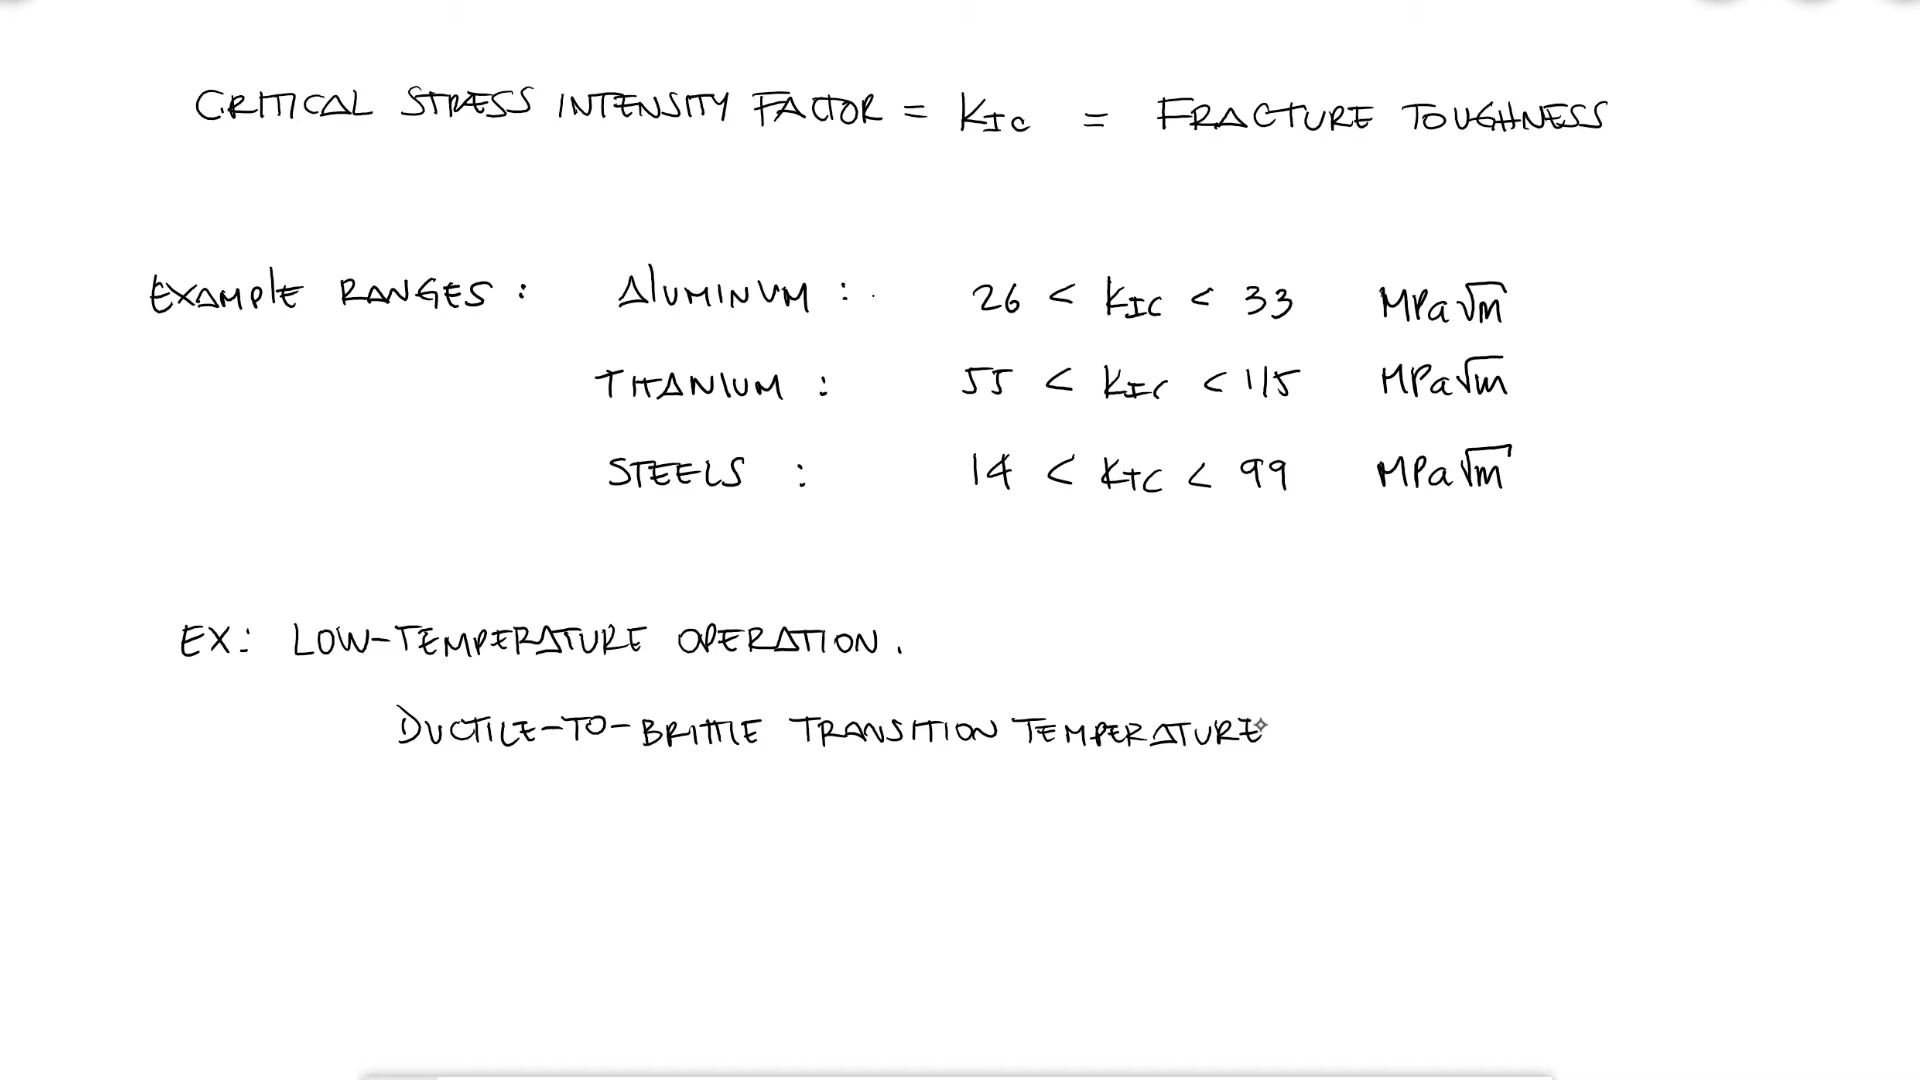 CRITICAL STRESS INTENSITY FACTOR = KIC = FRACTURE TOUGHNESS
EXAMPLE RANGES : ALUMINUM : 26 < KIC < 33 MPa√m
TITANIUM : 55 < KIC < 115 MPa√m
STEELS : 14 < KIC < 99 MPa√m
EX: LOW-TEMPERATURE OPERATION.
DUCTILE-TO-BRITTLE TRANSITION TEMPERATURE